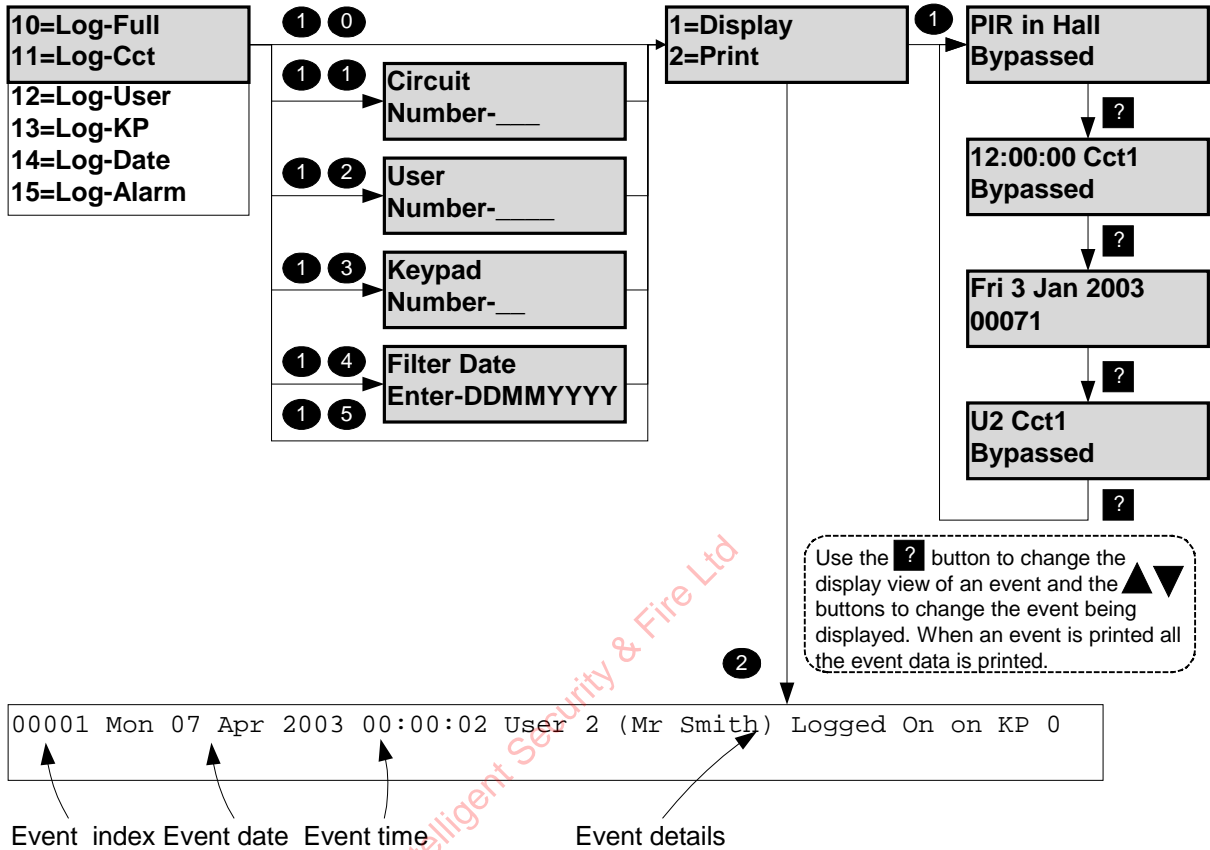 10=Log-Full
11=Log-Cct
12=Log-User
13=Log-KP
14=Log-Date
15=Log-Alarm
1 0
1 1
Circuit
Number-___
1 2
User
Number-____
1 3
Keypad
Number-__
1 4
Filter Date
Enter-DDMMYYYY
1 5
1=Display
2=Print
1
PIR in Hall
Bypassed
?
12:00:00 Cct1
Bypassed
?
Fri 3 Jan 2003
00071
?
U2 Cct1
Bypassed
?
Use the ? button to change the
display view of an event and the ▲▼
buttons to change the event being
displayed. When an event is printed all
the event data is printed.
2
00001 Mon 07 Apr 2003 00:00:02 User 2 (Mr Smith) Logged On on KP 0
Event index Event date Event time Event details
Security & Fire Ltd